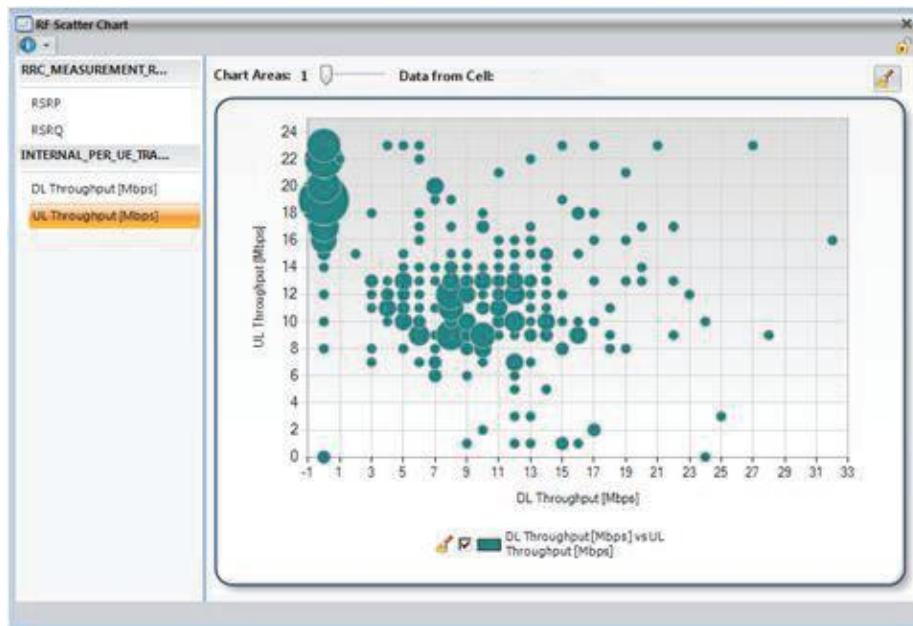 RF Scatter Chart
RRC_MEASUREMENT_R...
RSRP
RSRQ
INTERNAL_PER_UE_TRA...
DL Throughput [Mbps]
UL Throughput [Mbps]
Chart Areas: 1
Data from Cell:
UL Throughput [Mbps]
24
22
20
18
16
14
12
10
8
6
4
2
0
-1 1 3 5 7 9 11 13 15 17 19 21 23 25 27 29 31 33
DL Throughput [Mbps]
DL Throughput [Mbps] vs UL
Throughput [Mbps]